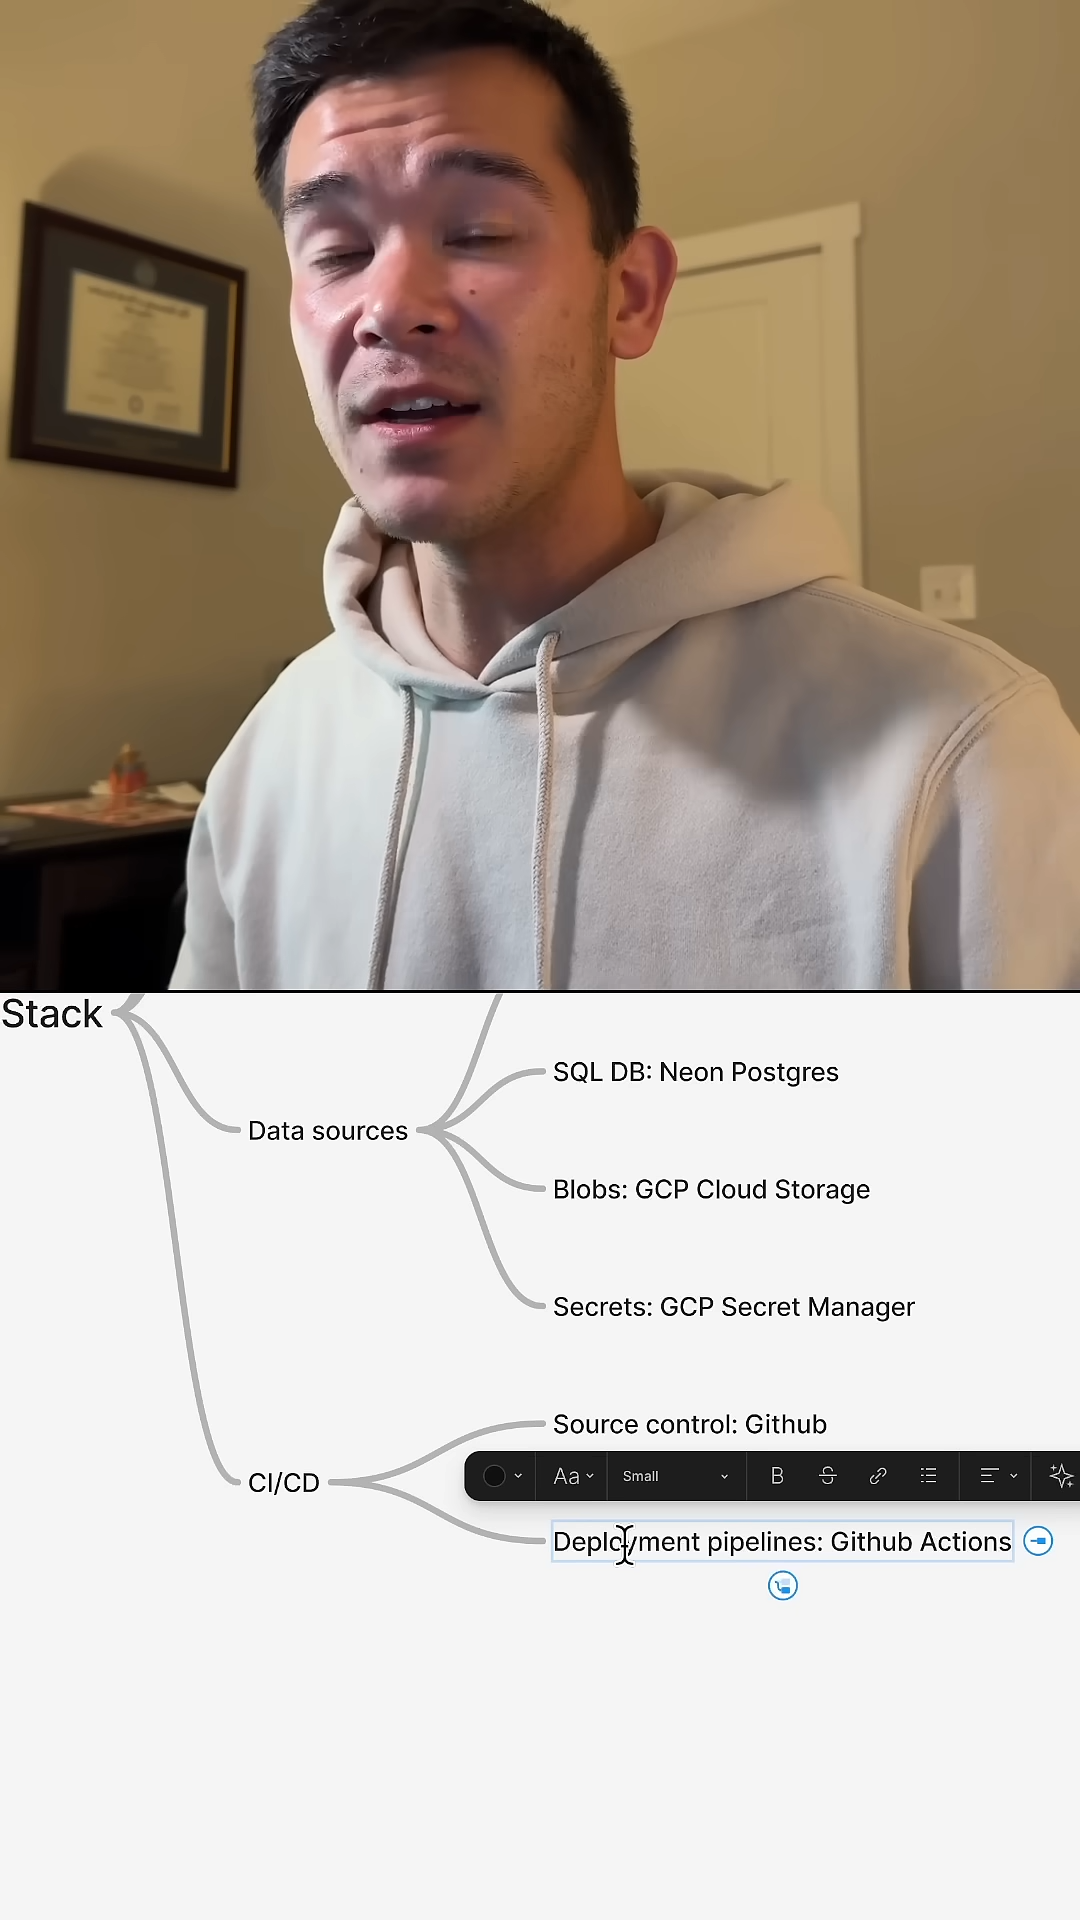 Stack
SQL DB: Neon Postgres
Data sources
Blobs: GCP Cloud Storage
Secrets: GCP Secret Manager
Source control: Github
CI/CD
Aa
Small
B
S
Deployment pipelines: Github Actions